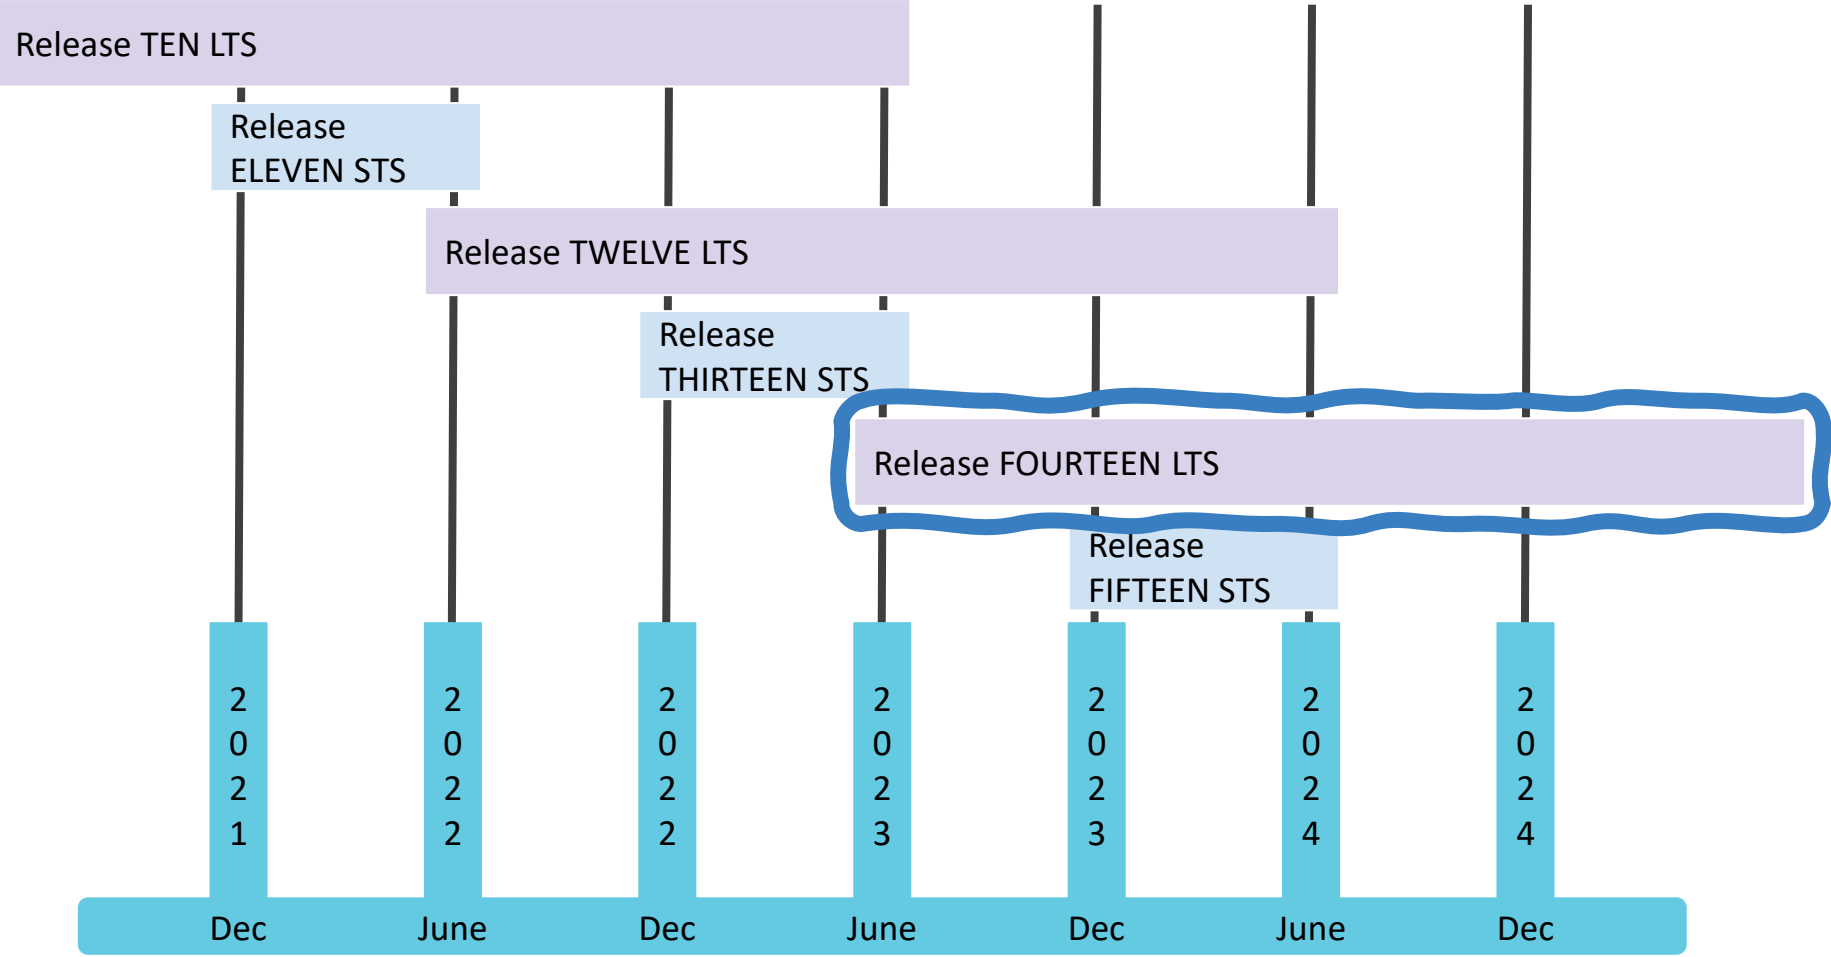 Release TEN LTS
Release
ELEVEN STS
Release TWELVE LTS
Release
THIRTEEN STS
Release FOURTEEN LTS
Release
FIFTEEN STS
2021
2022
2022
2023
2023
2024
2024
Dec June Dec June Dec June Dec